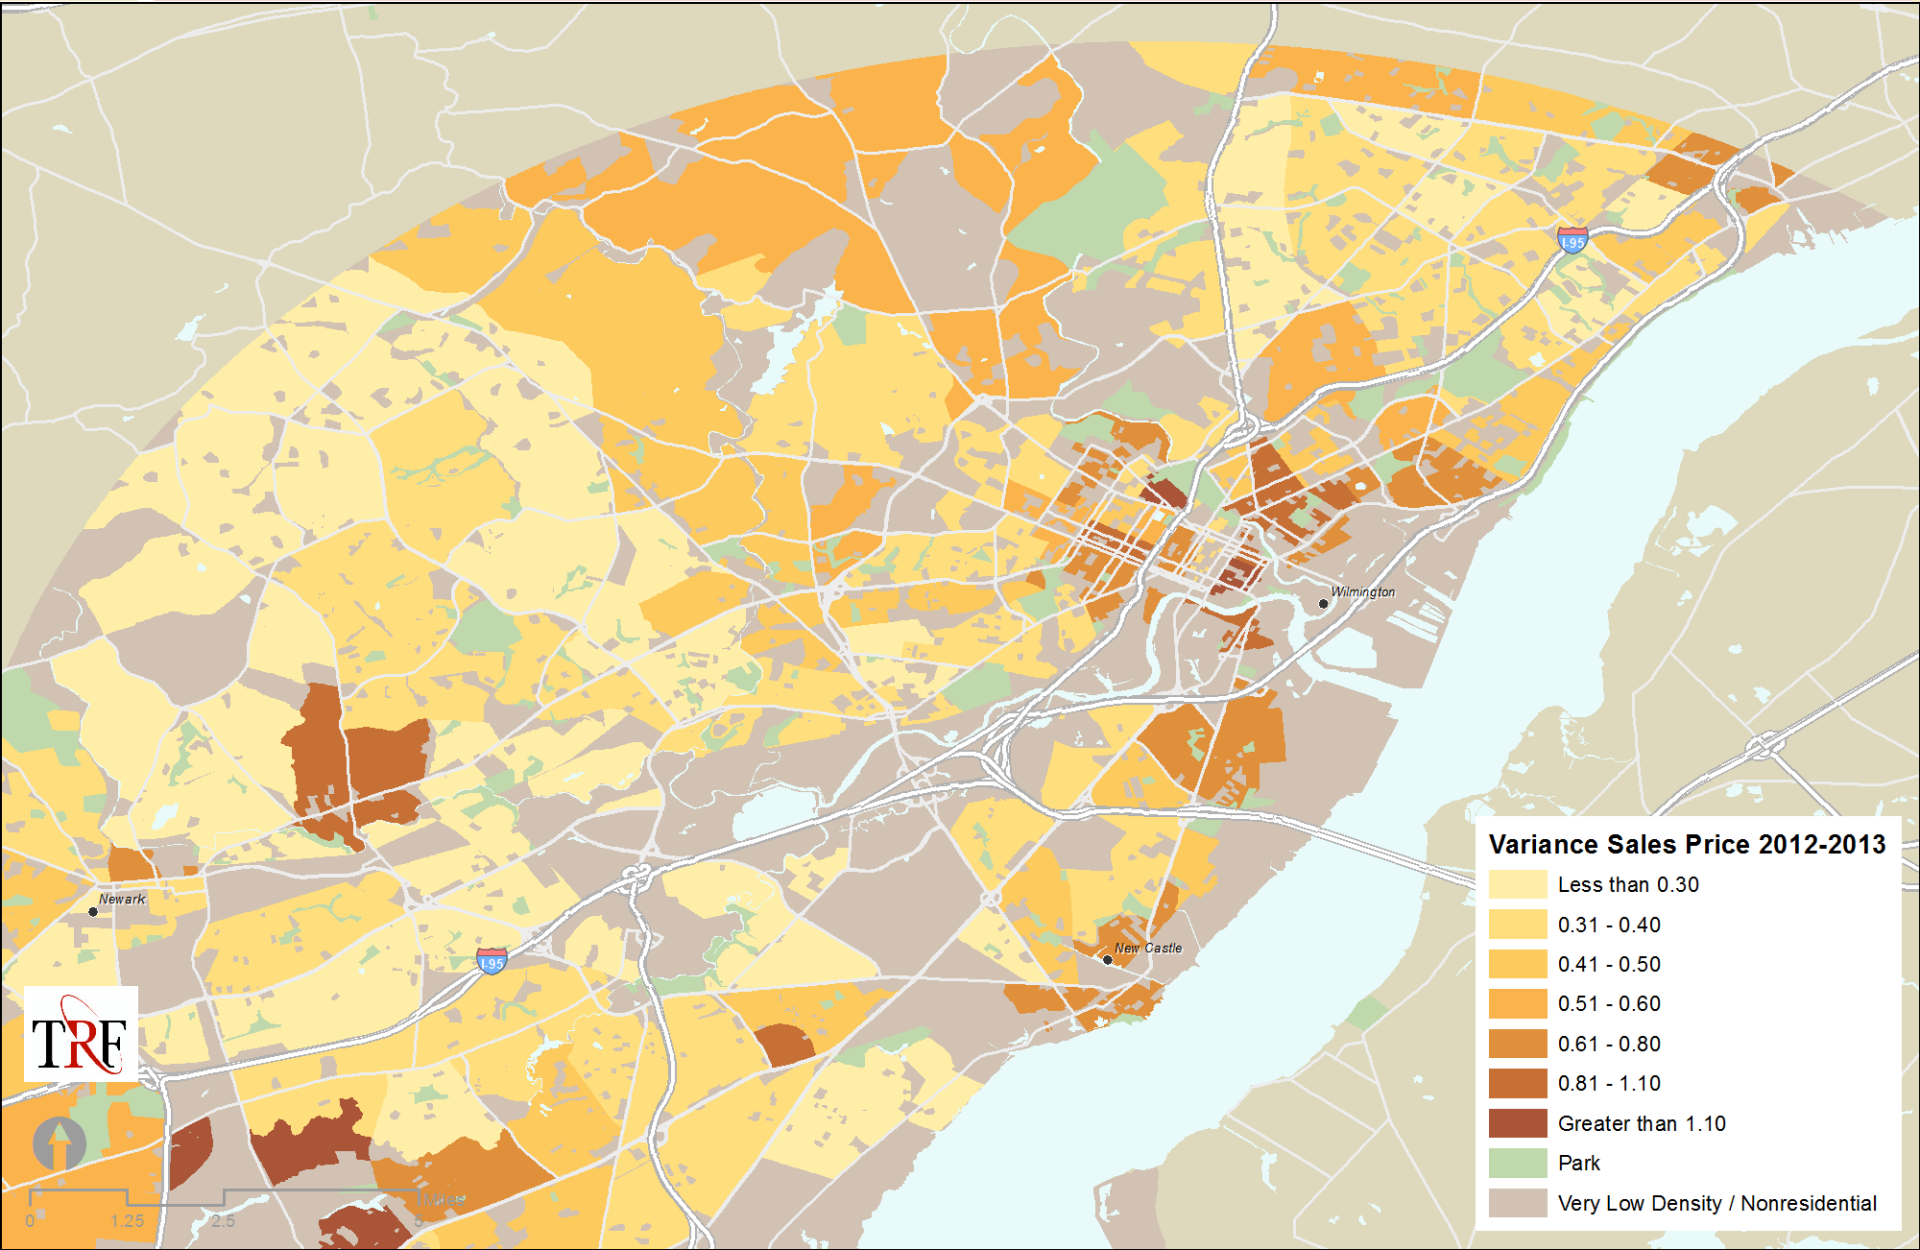 I-95
Wilmington
Newark
New Castle
I-95
TRF
Miles
0 1.25 2.5 5
Variance Sales Price 2012-2013
Less than 0.30
0.31 - 0.40
0.41 - 0.50
0.51 - 0.60
0.61 - 0.80
0.81 - 1.10
Greater than 1.10
Park
Very Low Density / Nonresidential